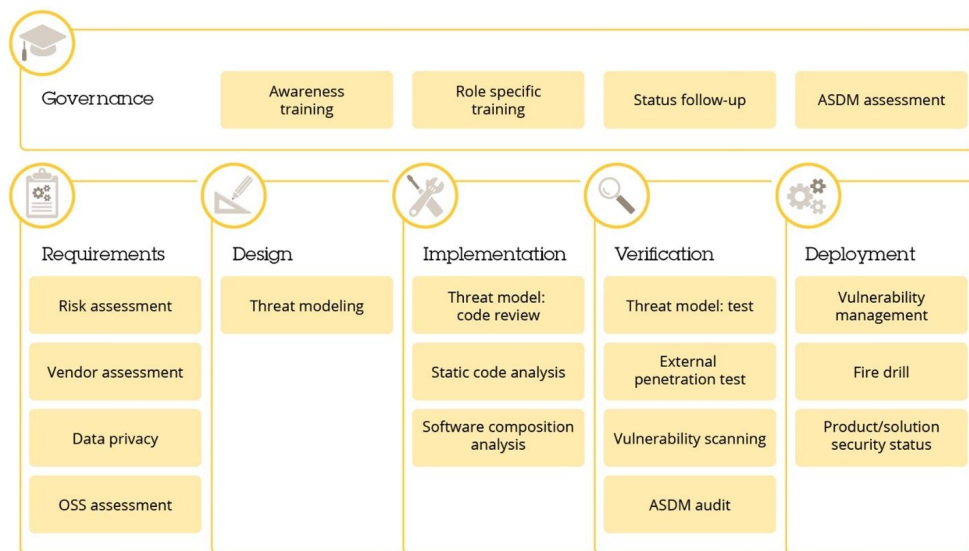 Governance
Awareness
training
Role specific
training
Status follow-up
ASDM assessment
Requirements
Risk assessment
Vendor assessment
Data privacy
OSS assessment
Design
Threat modeling
Implementation
Threat model:
code review
Static code analysis
Software composition
analysis
Verification
Threat model: test
External
penetration test
Vulnerability scanning
ASDM audit
Deployment
Vulnerability
management
Fire drill
Product/solution
security status